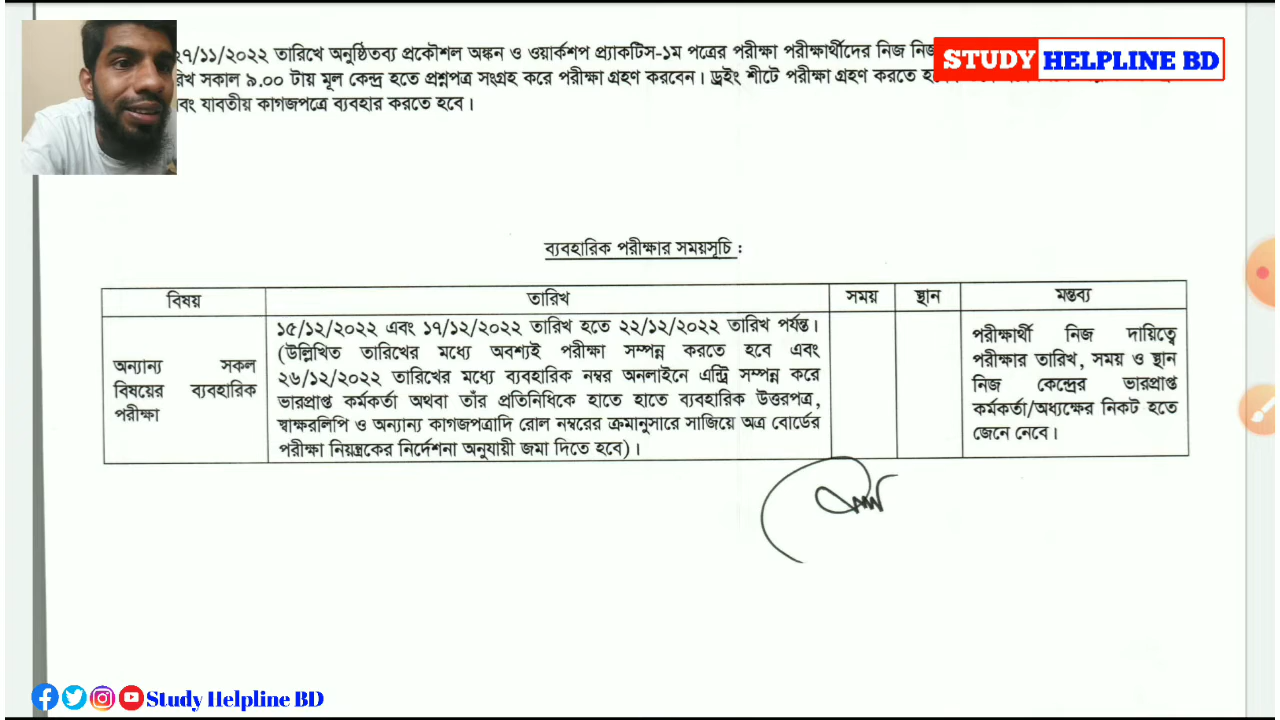 ২৭/১১/২০২২ তারিখে অনুষ্ঠিতব্য প্রকৌশল অঙ্কন ও ওয়ার্কশপ প্র্যাকটিস-১ম পত্রের পরীক্ষা পরীক্ষার্থীদের নিজ নিজ
সকাল ৯.০০ টায় মূল কেন্দ্র হতে প্রশ্নপত্র সংগ্রহ করে পরীক্ষা গ্রহণ করবেন। ড্রইং শীটে পরীক্ষা গ্রহণ করতে
যাবতীয় কাগজপত্রে ব্যবহার করতে হবে।
STUDY HELPLINE BD
ব্যবহারিক পরীক্ষার সময়সূচি :
বিষয় তারিখ সময় স্থান মন্তব্য
অন্যান্য সকল
বিষয়ের ব্যবহারিক
পরীক্ষা
১৫/১২/২০২২ এবং ১৭/১২/২০২২ তারিখ হতে ২২/১২/২০২২ তারিখ পর্যন্ত।
(উল্লিখিত তারিখের মধ্যে অবশ্যই পরীক্ষা সম্পন্ন করতে হবে এবং
২৬/১২/২০২২ তারিখের মধ্যে ব্যবহারিক নম্বর অনলাইনে এন্ট্রি সম্পন্ন করে
ভারপ্রাপ্ত কর্মকর্তা অথবা তাঁর প্রতিনিধিকে হাতে হাতে ব্যবহারিক উত্তরপত্র,
স্বাক্ষরলিপি ও অন্যান্য কাগজপত্রাদি রোল নম্বরের ক্রমানুসারে সাজিয়ে অত্র বোর্ডের
পরীক্ষা নিয়ন্ত্রকের নির্দেশনা অনুযায়ী জমা দিতে হবে)।
পরীক্ষার্থী নিজ দায়িত্বে
পরীক্ষার তারিখ, সময় ও স্থান
নিজ কেন্দ্রের ভারপ্রাপ্ত
কর্মকর্তা/অধ্যক্ষের নিকট হতে
জেনে নেবে।
Study Helpline BD